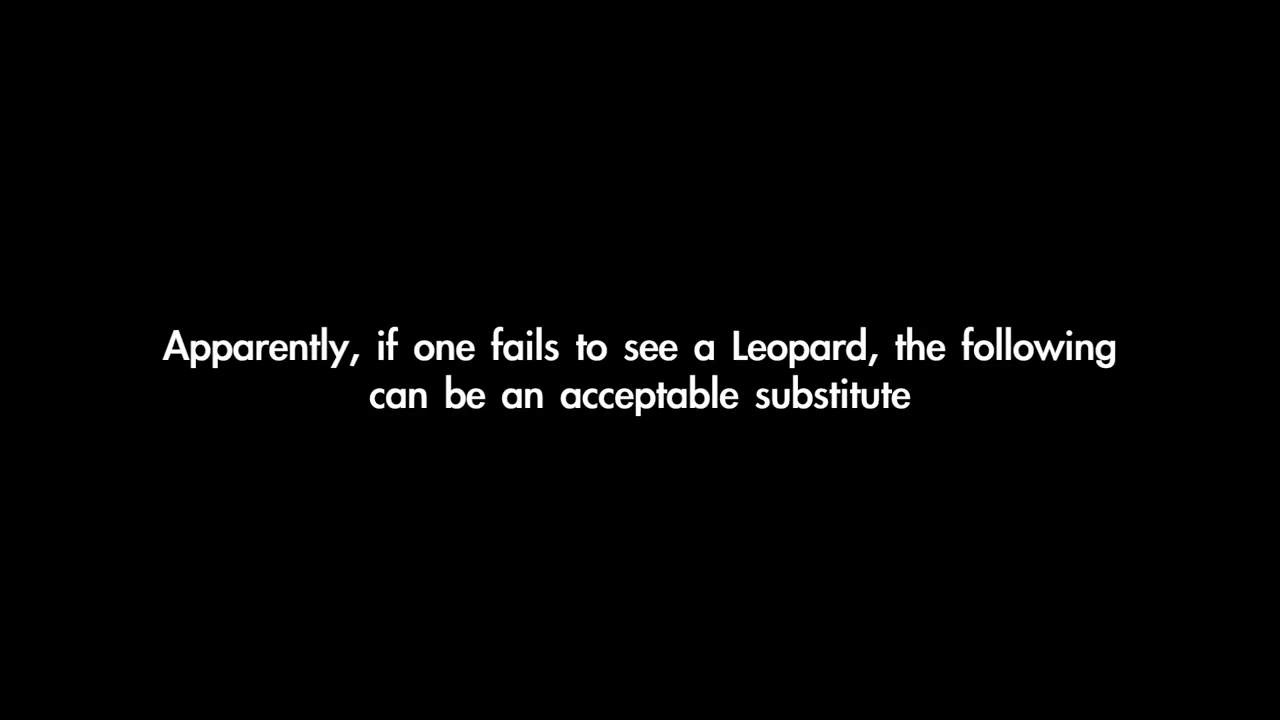 Apparently, if one fails to see a Leopard, the following
can be an acceptable substitute